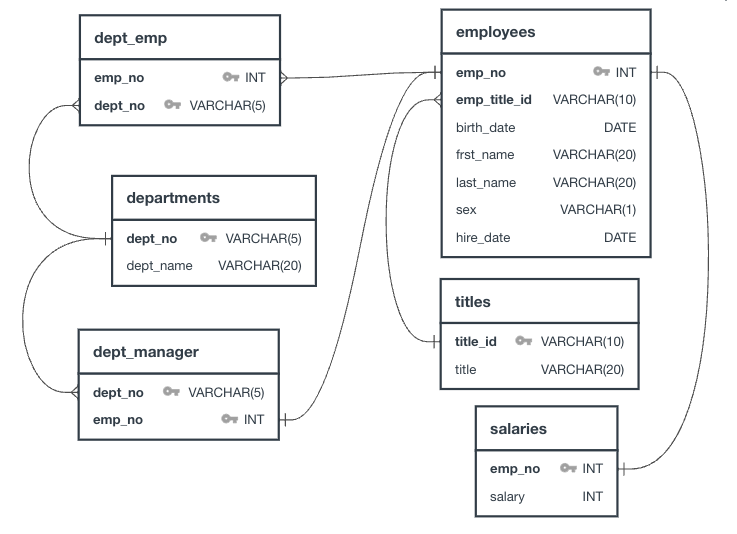 dept_emp
emp_no INT
dept_no VARCHAR(5)
employees
emp_no INT
emp_title_id VARCHAR(10)
birth_date DATE
frst_name VARCHAR(20)
last_name VARCHAR(20)
sex VARCHAR(1)
hire_date DATE
departments
dept_no VARCHAR(5)
dept_name VARCHAR(20)
titles
title_id VARCHAR(10)
title VARCHAR(20)
dept_manager
dept_no VARCHAR(5)
emp_no INT
salaries
emp_no INT
salary INT